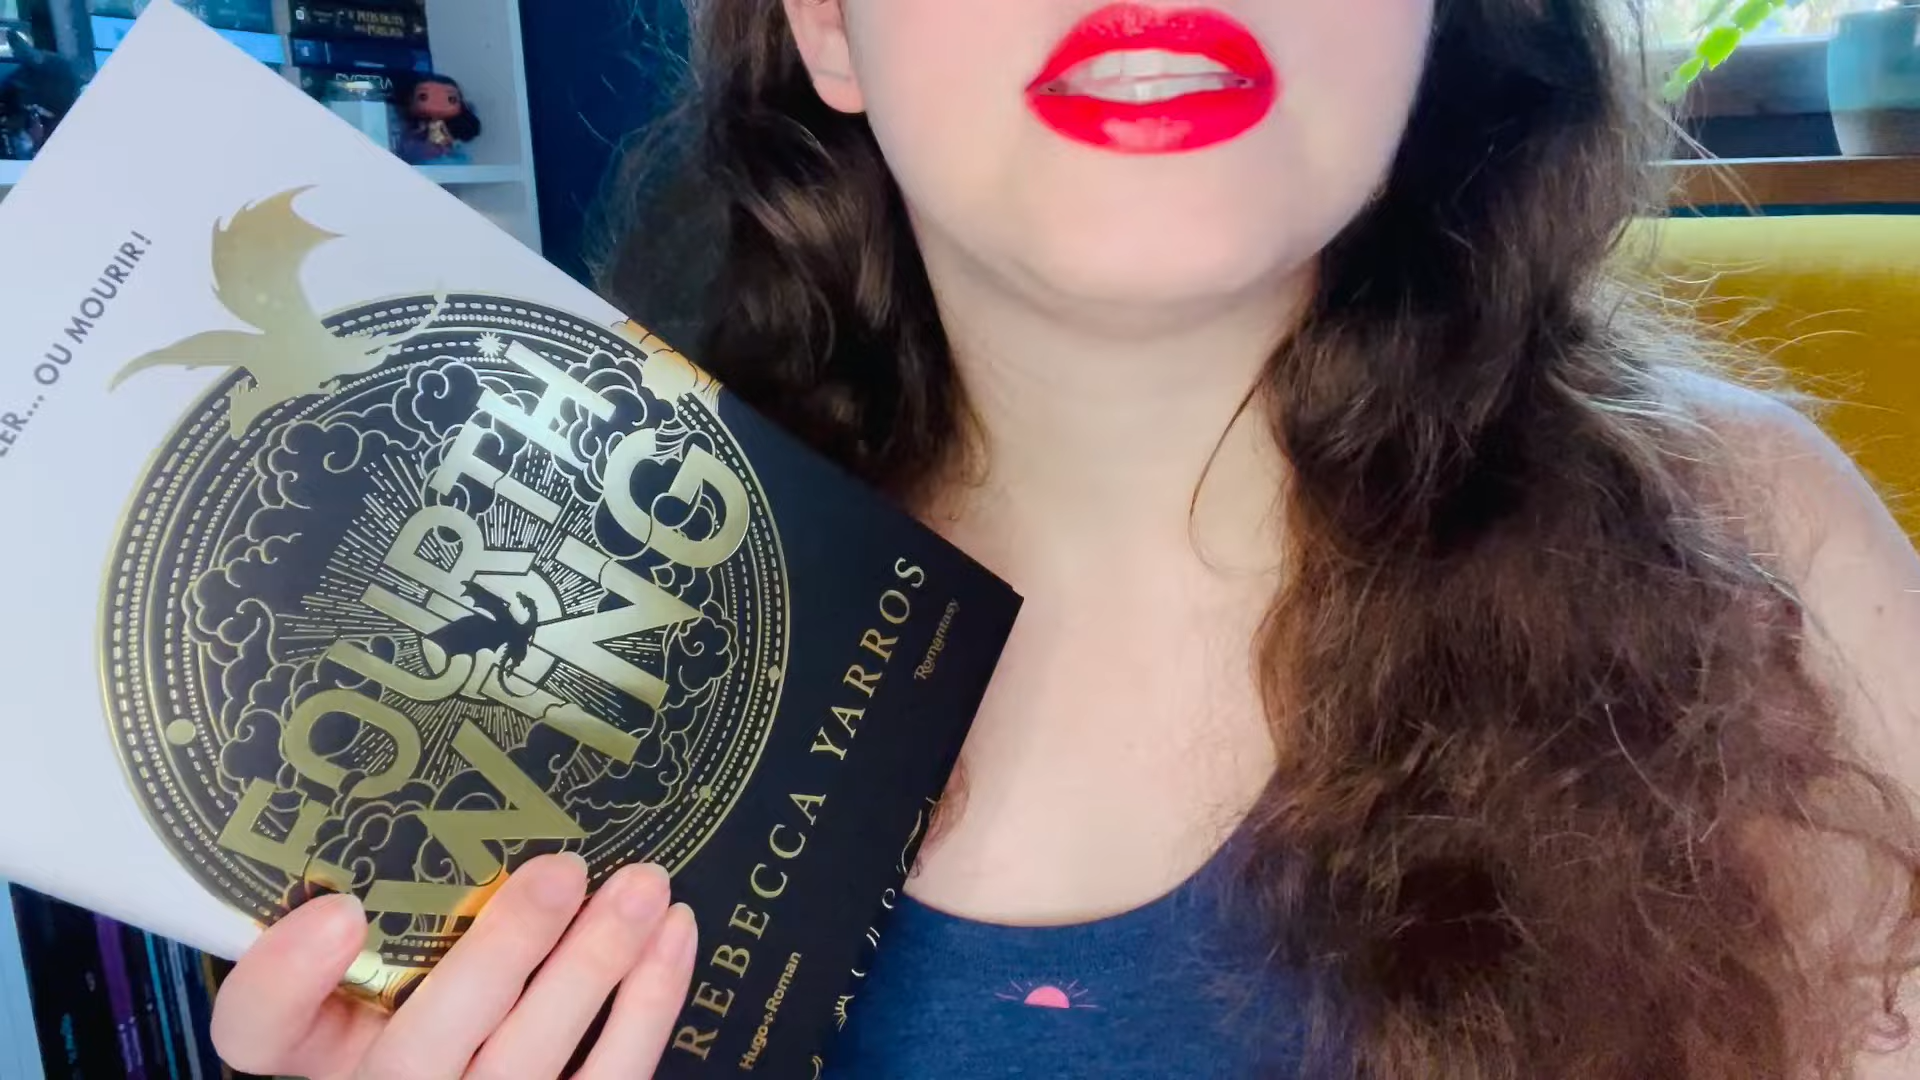 ER... OU MOURIR!
FOURTH
WING
REBECCA YARROS
Hugo+Roman
Romantasy